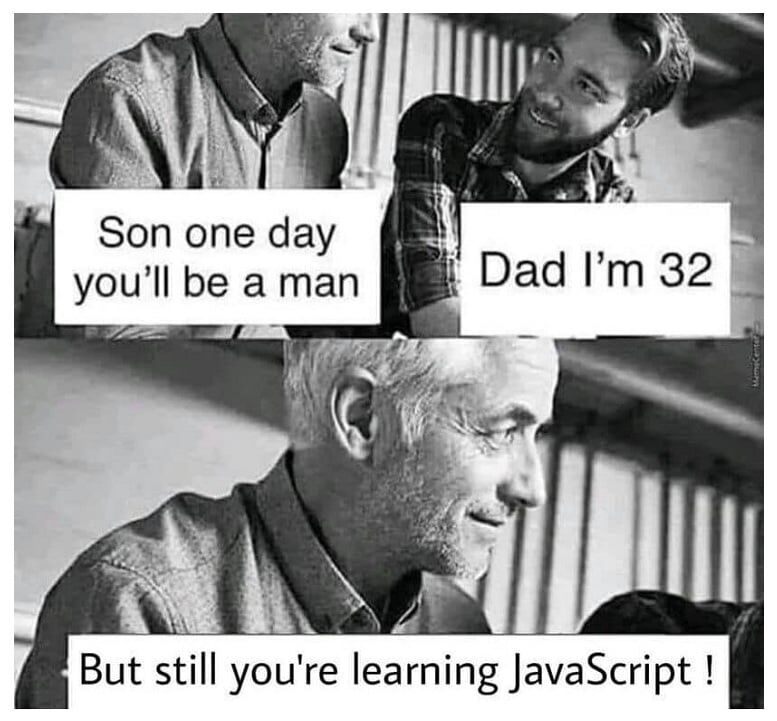 Son one day
you'll be a man
Dad I'm 32
But still you're learning JavaScript !